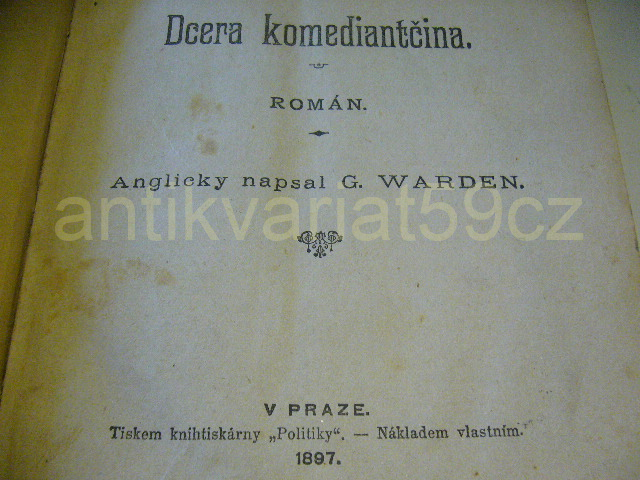 Dcera komediantčina.
ROMÁN.
Anglicky napsal G. WARDEN.
antikvariat59cz
V PRAZE.
Tiskem knihtiskárny „Politiky“. — Nákladem vlastním.
1897.